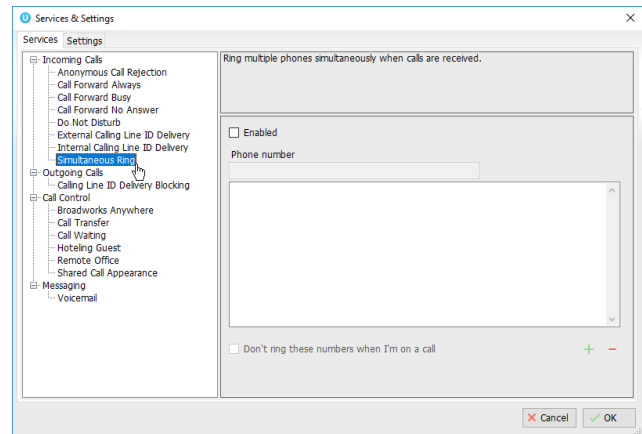 Services & Settings
Services Settings
Incoming Calls
Anonymous Call Rejection
Call Forward Always
Call Forward Busy
Call Forward No Answer
Do Not Disturb
External Calling Line ID Delivery
Internal Calling Line ID Delivery
Simultaneous Ring
Outgoing Calls
Calling Line ID Delivery Blocking
Call Control
Broadworks Anywhere
Call Transfer
Call Waiting
Hoteling Guest
Remote Office
Shared Call Appearance
Messaging
Voicemail
Ring multiple phones simultaneously when calls are received.
Enabled
Phone number
Don't ring these numbers when I'm on a call
Cancel OK